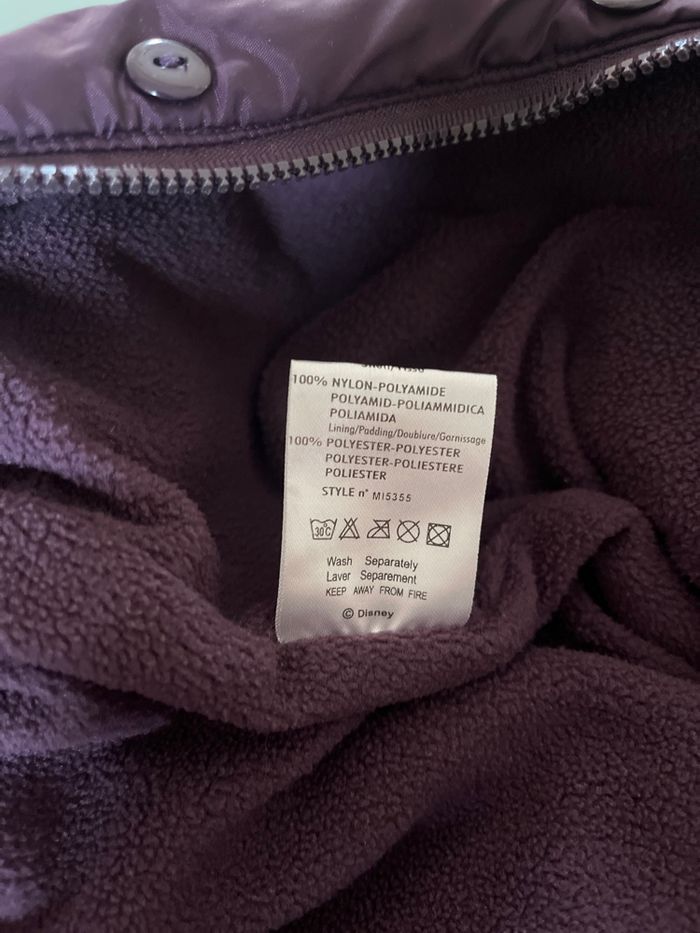 100% NYLON-POLYAMIDE
POLYAMID-POLIAMMIDICA
POLIAMIDA
Lining/Padding/Doublure/Garnissage
100% POLYESTER-POLYESTER
POLYESTER-POLIESTERE
POLIESTER
STYLE n° MI5355
30°C
Wash Separately
Laver Separement
KEEP AWAY FROM FIRE
© Disney